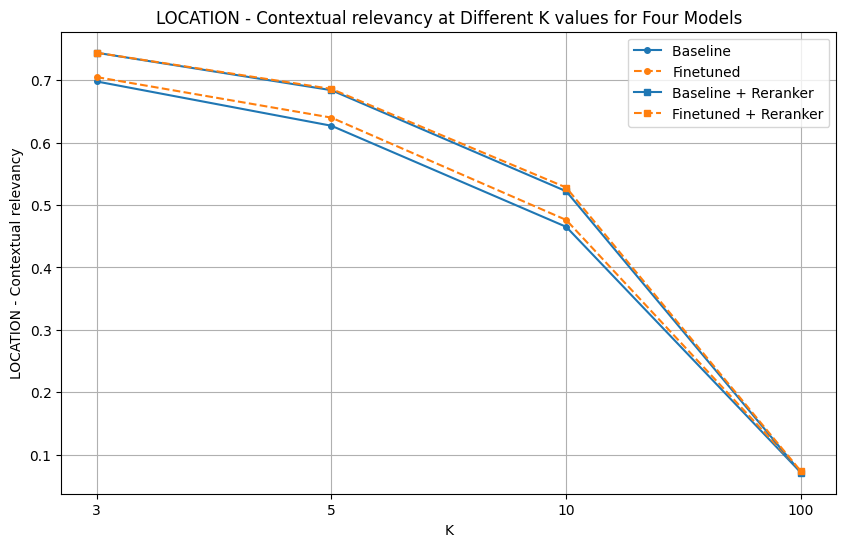 LOCATION - Contextual relevancy at Different K values for Four Models
Baseline
Finetuned
Baseline + Reranker
Finetuned + Reranker
LOCATION - Contextual relevancy
0.7
0.6
0.5
0.4
0.3
0.2
0.1
3
5
10
100
K